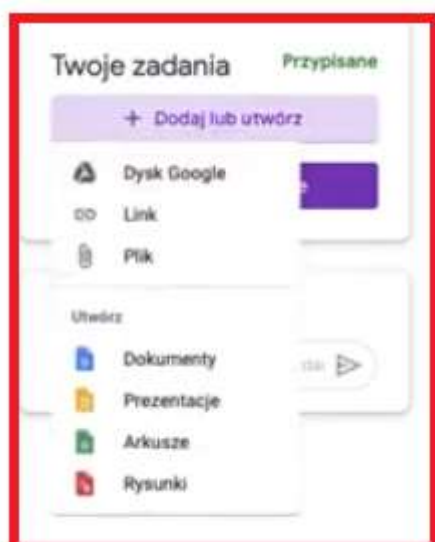 Twoje zadania
Przypisane
+ Dodaj lub utwórz
Dysk Google
Link
Plik
Utwórz
Dokumenty
Prezentacje
Arkusze
Rysunki